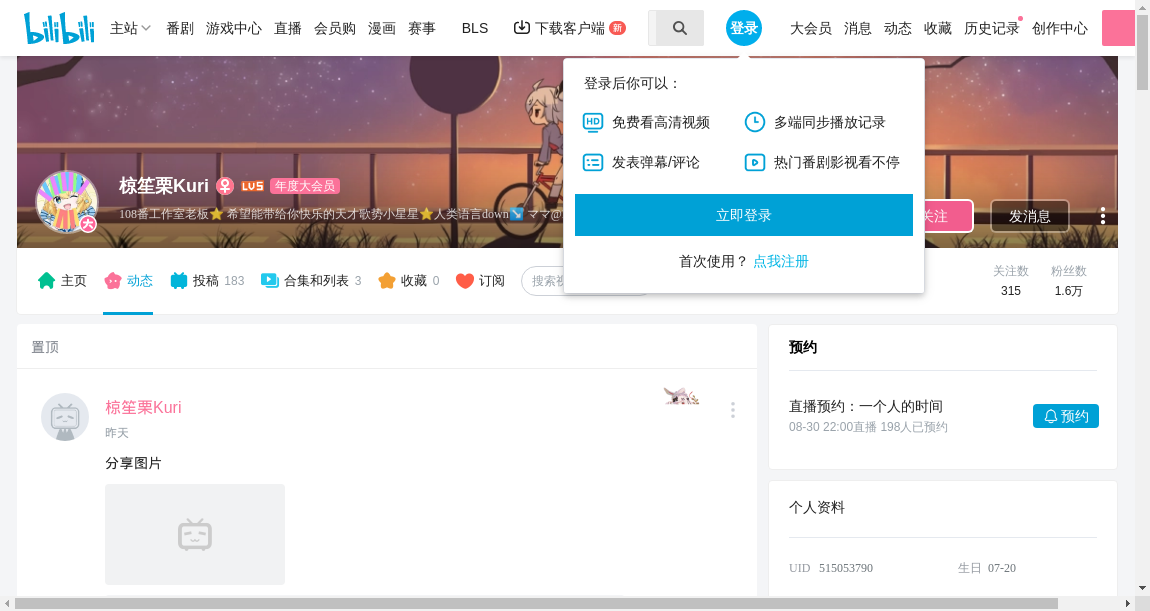 bilibili 主站 番剧 游戏中心 直播 会员购 漫画 赛事 BLS 下载客户端 新 登录 大会员 消息 动态 收藏 历史记录 创作中心
登录后你可以：
HD 免费看高清视频 多端同步播放记录
发表弹幕/评论 热门番剧影视看不停
立即登录
首次使用？ 点我注册
椋笙栗Kuri LV5 年度大会员
大 108番工作室老板⭐ 希望能带给你快乐的天才歌势小星星⭐人类语言down↘ ママ@
关注 发消息
主页 动态 投稿 183 合集和列表 3 收藏 0 订阅 搜索视
关注数 粉丝数
315 1.6万
置顶
椋笙栗Kuri
昨天
分享图片
预约
直播预约：一个人的时间
08-30 22:00直播 198人已预约
预约
个人资料
UID 515053790 生日 07-20